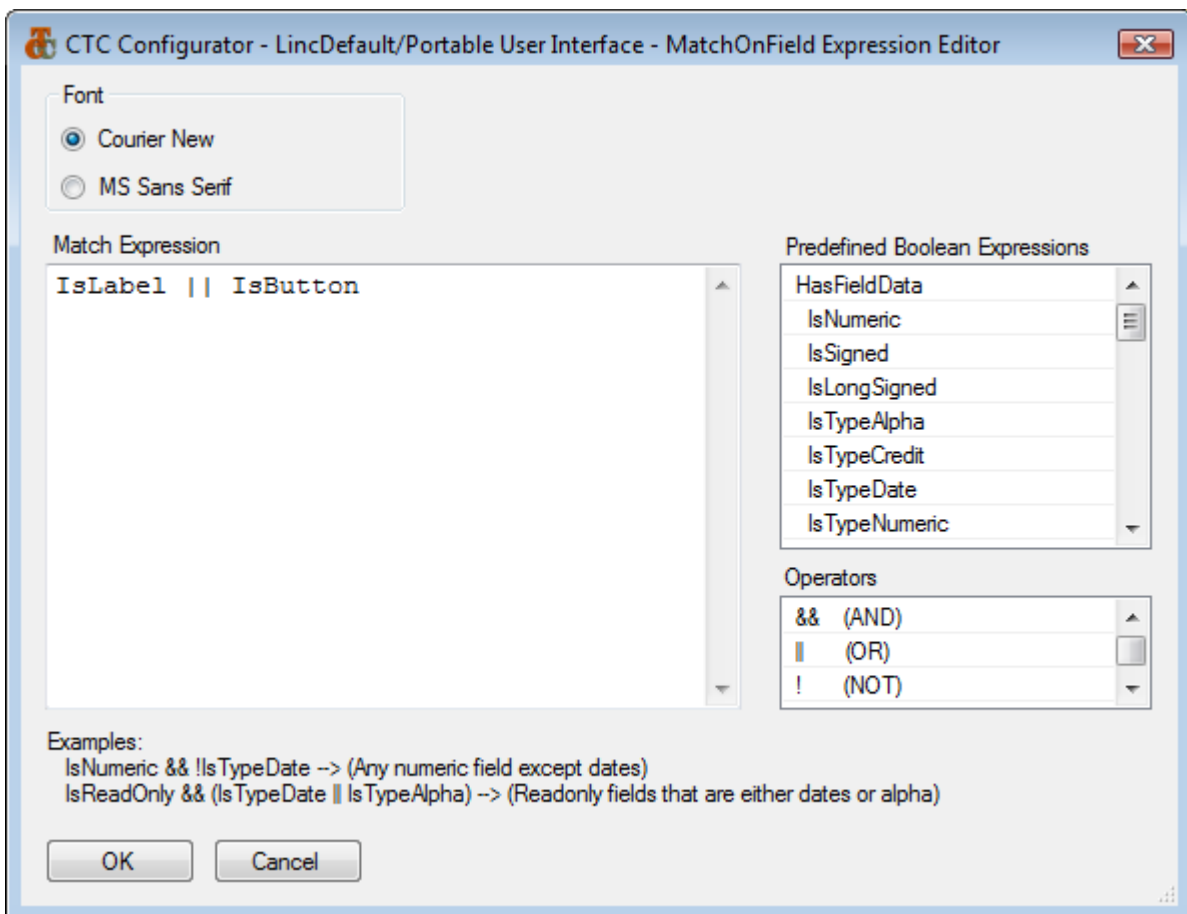 CTC Configurator - LincDefault/Portable User Interface - MatchOnField Expression Editor
Font
Courier New
MS Sans Serif
Match Expression
IsLabel || IsButton
Predefined Boolean Expressions
HasFieldData
IsNumeric
IsSigned
IsLongSigned
IsTypeAlpha
IsTypeCredit
IsTypeDate
IsTypeNumeric
Operators
&& (AND)
|| (OR)
! (NOT)
Examples:
IsNumeric && !IsTypeDate --> (Any numeric field except dates)
IsReadOnly && (IsTypeDate || IsTypeAlpha) --> (Readonly fields that are either dates or alpha)
OK Cancel